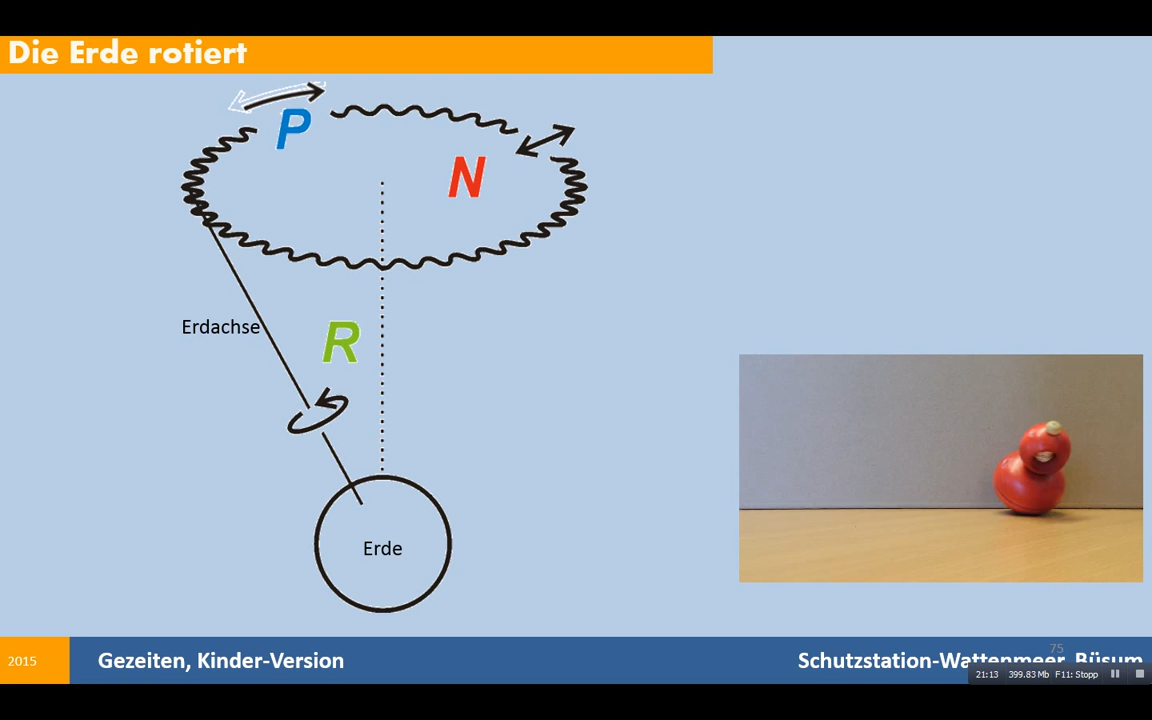 Die Erde rotiert
P
N
Erdachse
R
Erde
75
2015
Gezeiten, Kinder-Version
Schutzstation-Wattenmeer, Büsum
21:13 399.83 Mb F11: Stopp